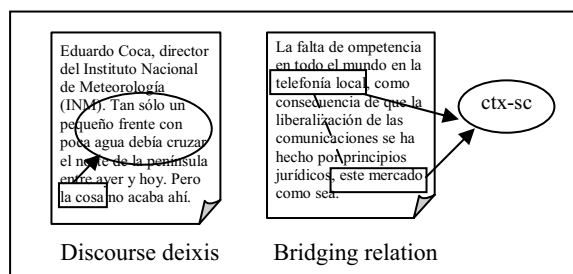 Eduardo Coca, director
del Instituto Nacional
de Meteorología
(INM). Tan sólo un
pequeño frente con
poca agua debía cruzar
el norte de la península
entre ayer y hoy. Pero
la cosa no acaba ahí.
La falta de ompetencia
en todo el mundo en la
telefonía local, como
consecuencia de que la
liberalización de las
comunicaciones se ha
hecho por principios
jurídicos, este mercado
como sea.
ctx-sc
Discourse deixis
Bridging relation